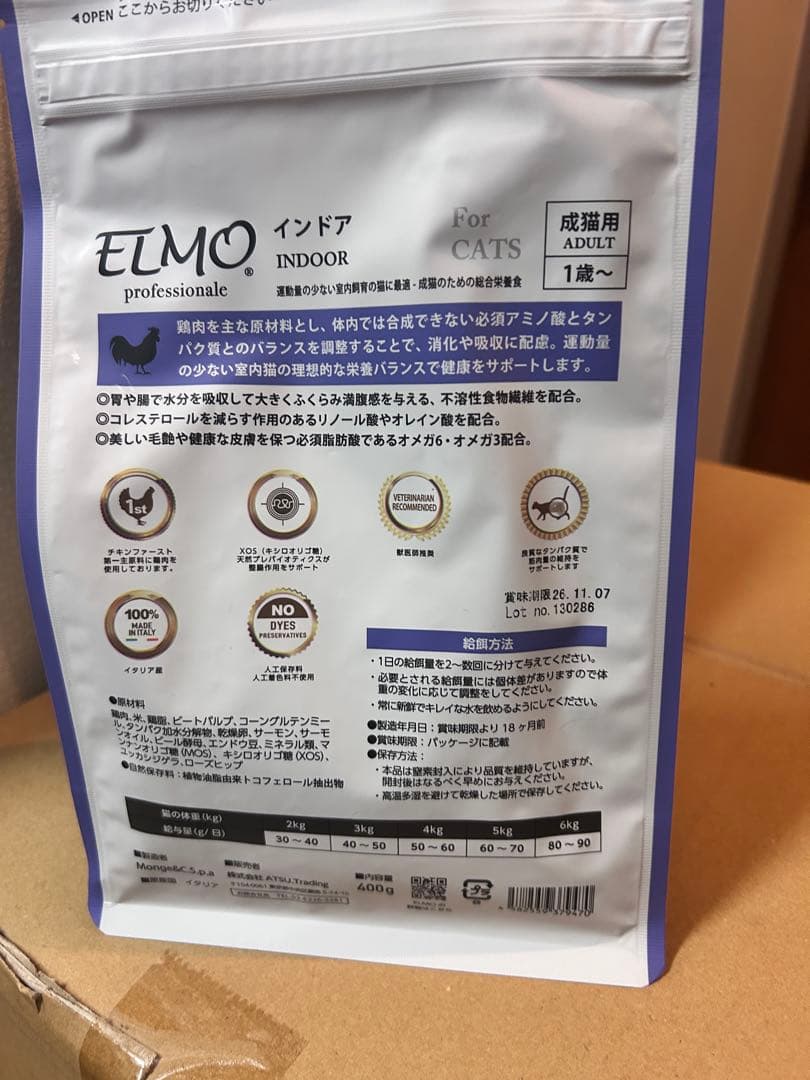 ◀OPEN ここからお切りください
ELMO®
professionale
インドア
INDOOR
For
CATS
成猫用
ADULT
1歳～
運動量の少ない室内飼育の猫に最適 - 成猫のための総合栄養食
鶏肉を主な原材料とし、体内では合成できない必須アミノ酸とタン
パク質とのバランスを調整することで、消化や吸収に配慮。運動量
の少ない室内猫の理想的な栄養バランスで健康をサポートします。
◎胃や腸で水分を吸収して大きくふくらみ満腹感を与える、不溶性食物繊維を配合。
◎コレステロールを減らす作用のあるリノール酸やオレイン酸を配合。
◎美しい毛艶や健康な皮膚を保つ必須脂肪酸であるオメガ6・オメガ3配合。
1st
チキンファースト
第一主原料に鶏肉を
使用しております。
XOS（キシロオリゴ糖）
天然プレバイオティクスが
整腸作用をサポート
VETERINARIAN
RECOMMENDED
獣医師推奨
良質なタンパク質で
筋肉量の維持を
サポートします
100%
MADE
IN ITALY
イタリア産
NO
DYES
PRESERVATIVES
人工保存料
人工着色料不使用
賞味期限26.11.07
Lot no.130286
給餌方法
・1日の給餌量を2～数回に分けて与えてください。
・必要とされる給餌量には個体差がありますので体
重の変化に応じて調整をしてください。
・常に新鮮でキレイな水を飲めるようにしてください。
●製造年月日：賞味期限より18ヶ月前
●賞味期限：パッケージに記載
●保存方法：
・本品は窒素封入により品質を維持していますが、
開封後はなるべく早めにお与えください。
・高温多湿を避けて乾燥した場所で保存してください。
●原材料
鶏肉、米、鶏脂、ビートパルプ、コーングルテンミー
ル、タンパク加水分解物、乾燥卵、サーモン、サーモ
ンオイル、ビール酵母、エンドウ豆、ミネラル類、マ
ンナンオリゴ糖（MOS）、キシロオリゴ糖（XOS）、
ユッカシジゲラ、ローズヒップ
●自然保存料：植物油脂由来トコフェロール抽出物
猫の体重(kg) 2kg 3kg 4kg 5kg 6kg
給与量(g/日) 30～40 40～50 50～60 60～70 80～90
■製造者
Monge&C.S.p.a
■原産国 イタリア
■販売者
株式会社 ATSU.Trading
■内容量
400g
プラ